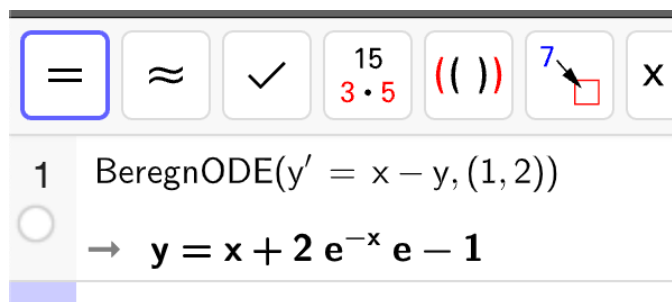 = ≈ ✓ 15 (( )) 7 x
3 · 5
1 BeregnODE(y′ = x − y, (1, 2))
→ y = x + 2 e⁻ˣ e − 1